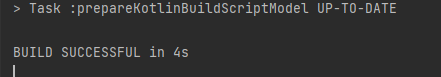 > Task :prepareKotlinBuildScriptModel UP-TO-DATE
BUILD SUCCESSFUL in 4s